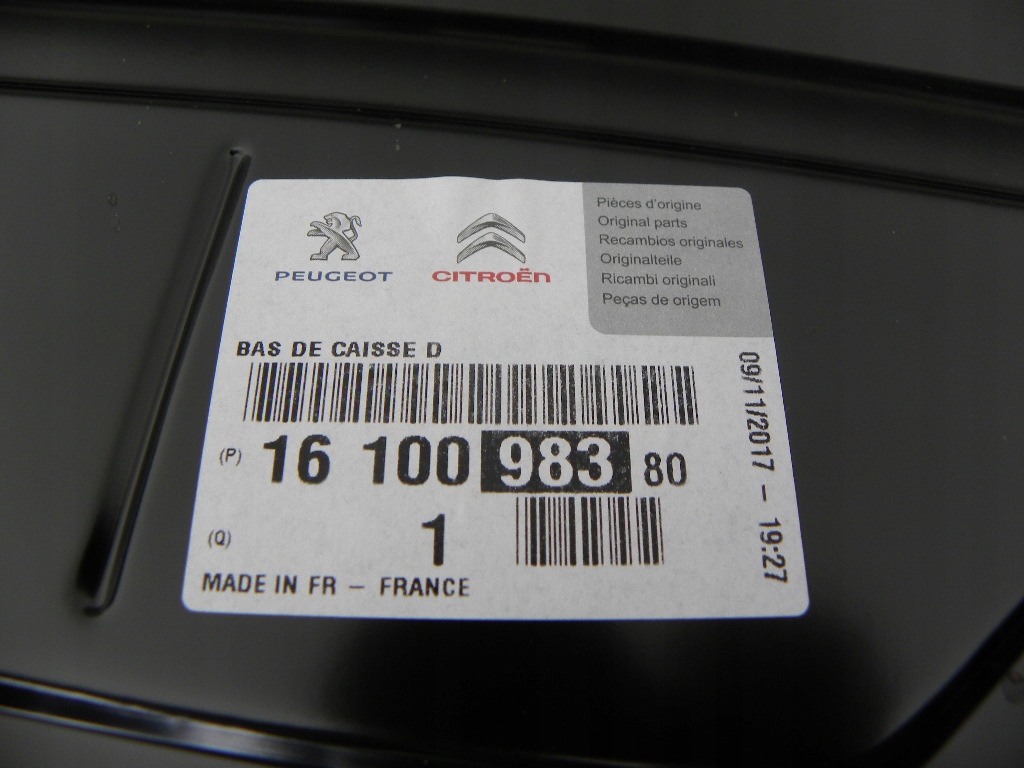 PEUGEOT
CITROËn
Pièces d'origine
Original parts
Recambios originales
Originalteile
Ricambi originali
Peças de origem
BAS DE CAISSE D
(P) 16 100 983 80
(Q) 1
MADE IN FR – FRANCE
09/11/2017 – 19:27